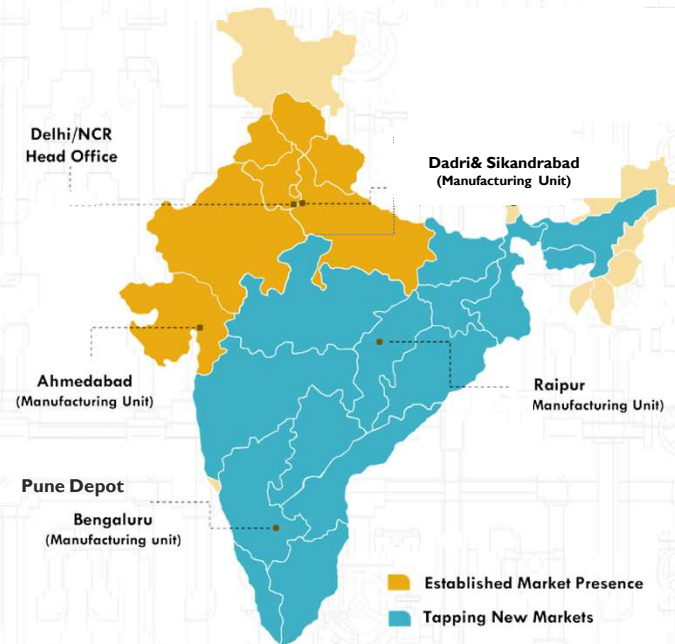 Delhi/NCR
Head Office
Dadri& Sikandrabad
(Manufacturing Unit)
Ahmedabad
(Manufacturing Unit)
Raipur
Manufacturing Unit)
Pune Depot
Bengaluru
(Manufacturing unit)
Established Market Presence
Tapping New Markets